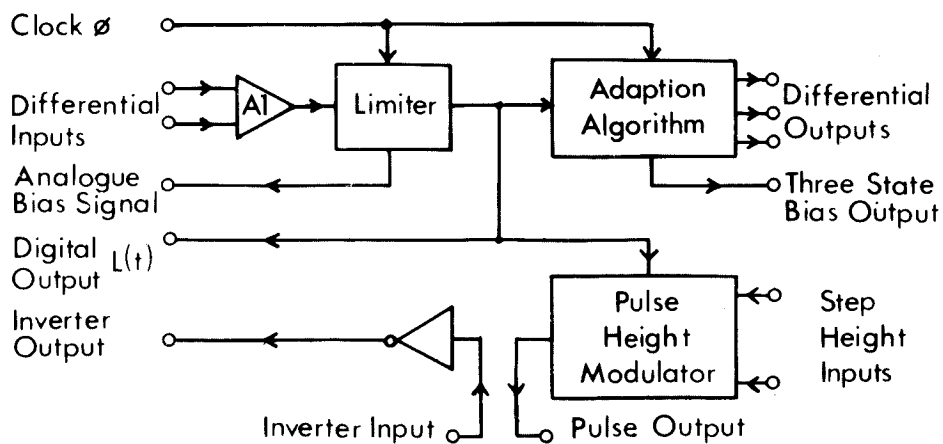 Clock ø
Differential
Inputs
A1
Limiter
Adaption
Algorithm
Differential
Outputs
Analogue
Bias Signal
Three State
Bias Output
Digital
Output L(t)
Inverter
Output
Pulse
Height
Modulator
Step
Height
Inputs
Inverter Input
Pulse Output